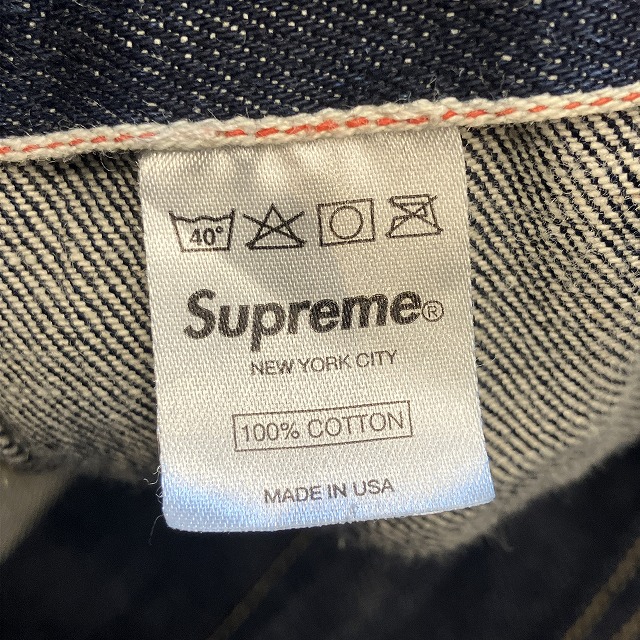 40°
Supreme®
NEW YORK CITY
100% COTTON
MADE IN USA